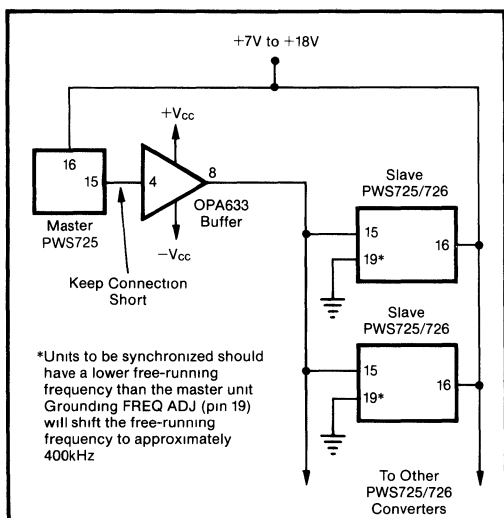 +7V to +18V
16
15
Master
PWS725
Keep Connection
Short
+Vcc
4
8
OPA633
Buffer
−Vcc
Slave
PWS725/726
15
19*
16
Slave
PWS725/726
15
19*
16
*Units to be synchronized should
have a lower free-running
frequency than the master unit
Grounding FREQ ADJ (pin 19)
will shift the free-running
frequency to approximately
400kHz
To Other
PWS725/726
Converters